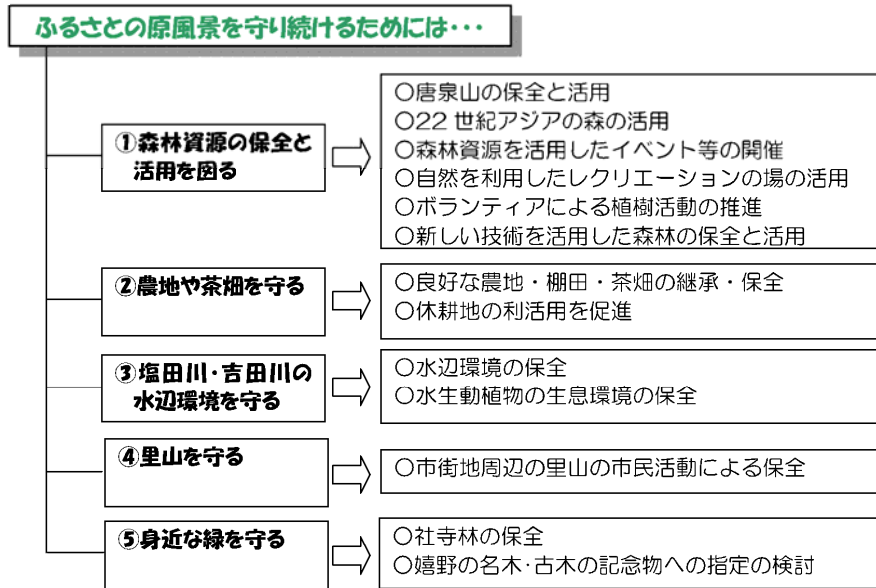 ふるさとの原風景を守り続けるためには・・・
①森林資源の保全と
活用を図る
○唐泉山の保全と活用
○22 世紀アジアの森の活用
○森林資源を活用したイベント等の開催
○自然を利用したレクリエーションの場の活用
○ボランティアによる植樹活動の推進
○新しい技術を活用した森林の保全と活用
②農地や茶畑を守る
○良好な農地・棚田・茶畑の継承・保全
○休耕地の利活用を促進
③塩田川・吉田川の
水辺環境を守る
○水辺環境の保全
○水生動植物の生息環境の保全
④里山を守る
○市街地周辺の里山の市民活動による保全
⑤身近な緑を守る
○社寺林の保全
○嬉野の名木・古木の記念物への指定の検討